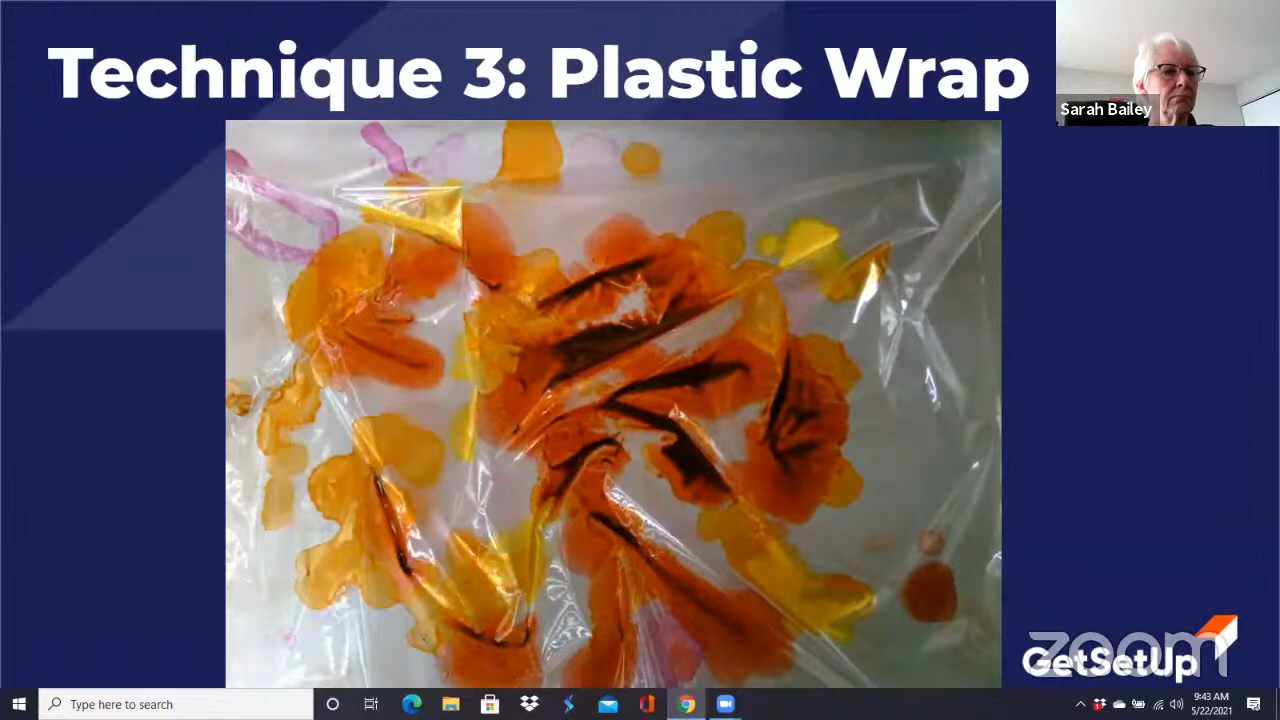 Technique 3: Plastic Wrap
Sarah Bailey
zoom
GetSetUp
Type here to search
9:43 AM
5/22/2021